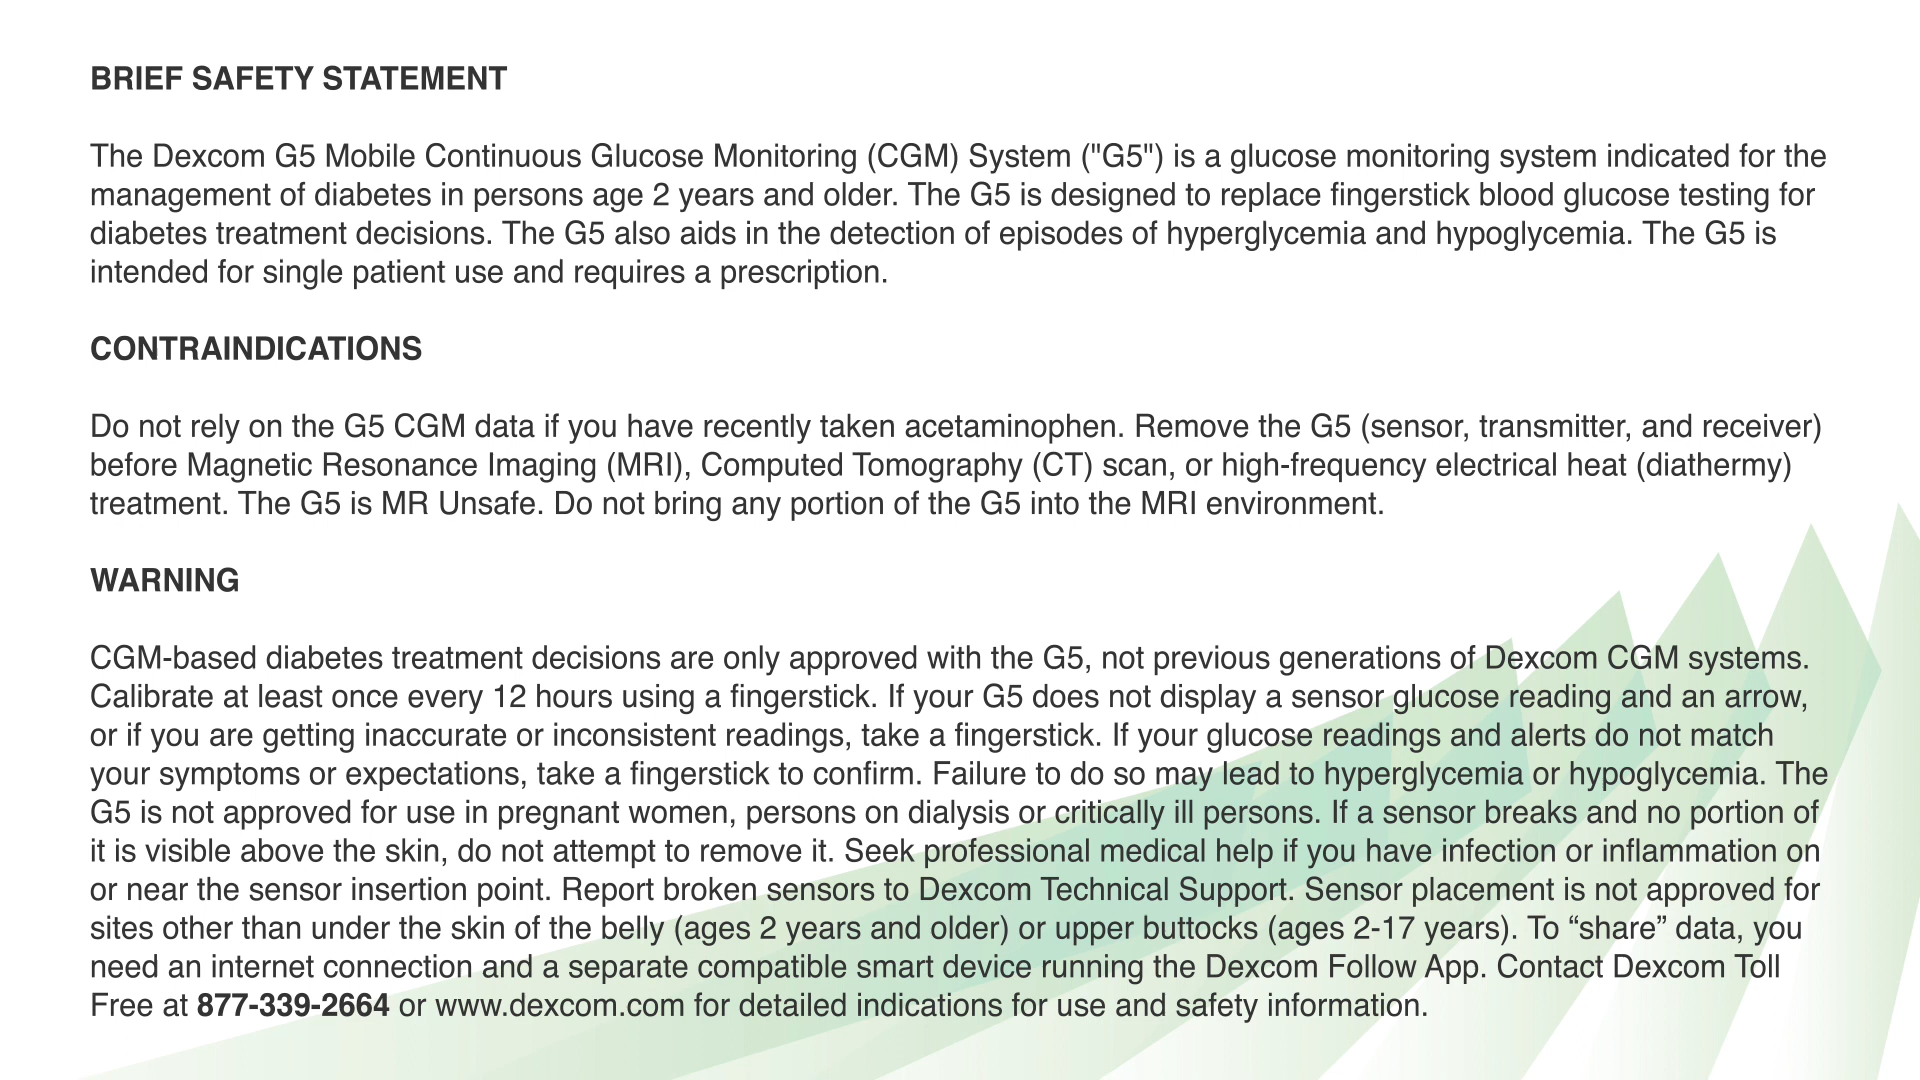 BRIEF SAFETY STATEMENT
The Dexcom G5 Mobile Continuous Glucose Monitoring (CGM) System ("G5") is a glucose monitoring system indicated for the
management of diabetes in persons age 2 years and older. The G5 is designed to replace fingerstick blood glucose testing for
diabetes treatment decisions. The G5 also aids in the detection of episodes of hyperglycemia and hypoglycemia. The G5 is
intended for single patient use and requires a prescription.
CONTRAINDICATIONS
Do not rely on the G5 CGM data if you have recently taken acetaminophen. Remove the G5 (sensor, transmitter, and receiver)
before Magnetic Resonance Imaging (MRI), Computed Tomography (CT) scan, or high-frequency electrical heat (diathermy)
treatment. The G5 is MR Unsafe. Do not bring any portion of the G5 into the MRI environment.
WARNING
CGM-based diabetes treatment decisions are only approved with the G5, not previous generations of Dexcom CGM systems.
Calibrate at least once every 12 hours using a fingerstick. If your G5 does not display a sensor glucose reading and an arrow,
or if you are getting inaccurate or inconsistent readings, take a fingerstick. If your glucose readings and alerts do not match
your symptoms or expectations, take a fingerstick to confirm. Failure to do so may lead to hyperglycemia or hypoglycemia. The
G5 is not approved for use in pregnant women, persons on dialysis or critically ill persons. If a sensor breaks and no portion of
it is visible above the skin, do not attempt to remove it. Seek professional medical help if you have infection or inflammation on
or near the sensor insertion point. Report broken sensors to Dexcom Technical Support. Sensor placement is not approved for
sites other than under the skin of the belly (ages 2 years and older) or upper buttocks (ages 2-17 years). To “share” data, you
need an internet connection and a separate compatible smart device running the Dexcom Follow App. Contact Dexcom Toll
Free at 877-339-2664 or www.dexcom.com for detailed indications for use and safety information.